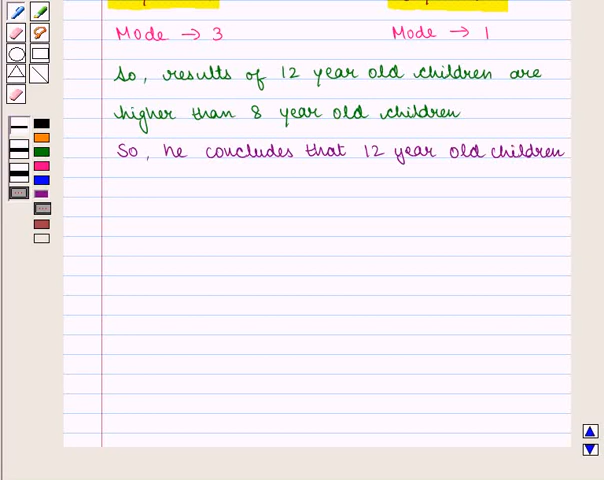 Mode → 3 Mode → 1
So, results of 12 year old children are
higher than 8 year old children
So, he concludes that 12 year old children